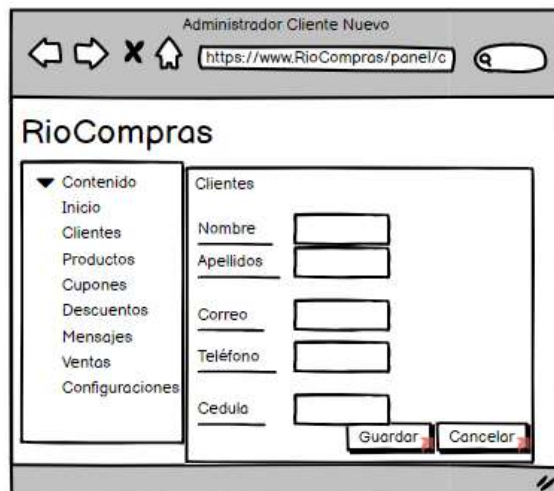 Administrador Cliente Nuevo
https://www.RioCompras/panel/c
RioCompras
Contenido
Inicio
Clientes
Productos
Cupones
Descuentos
Mensajes
Ventas
Configuraciones
Clientes
Nombre
Apellidos
Correo
Teléfono
Cedula
Guardar
Cancelar